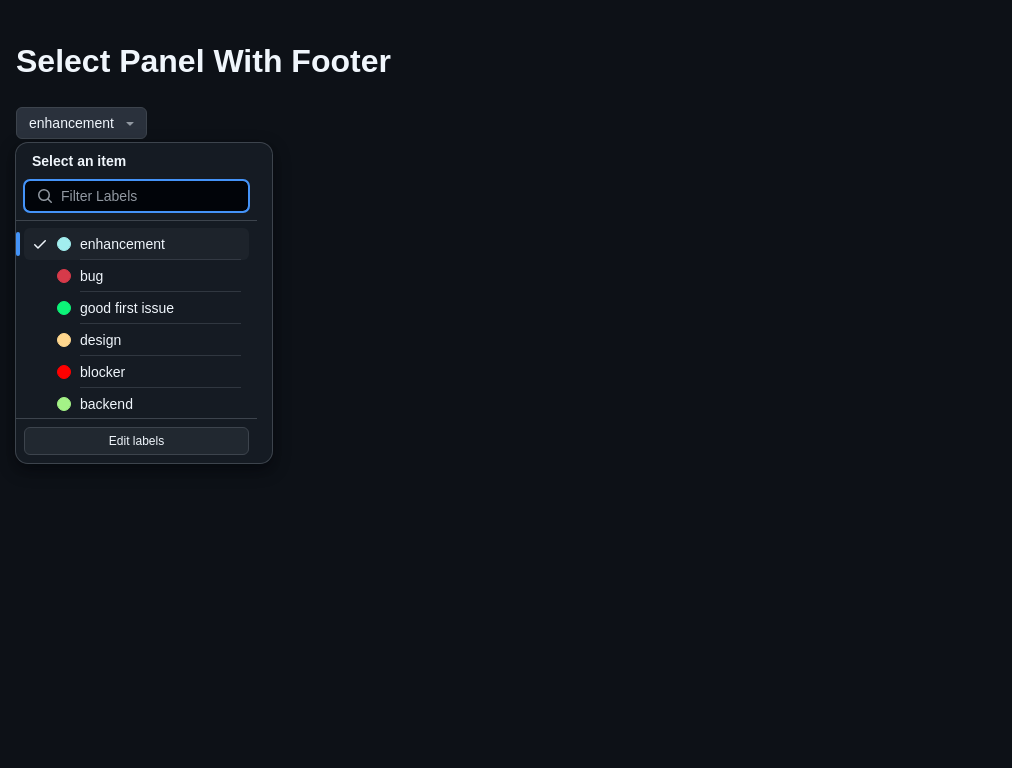 Select Panel With Footer
enhancement
Select an item
Filter Labels
enhancement
bug
good first issue
design
blocker
backend
Edit labels